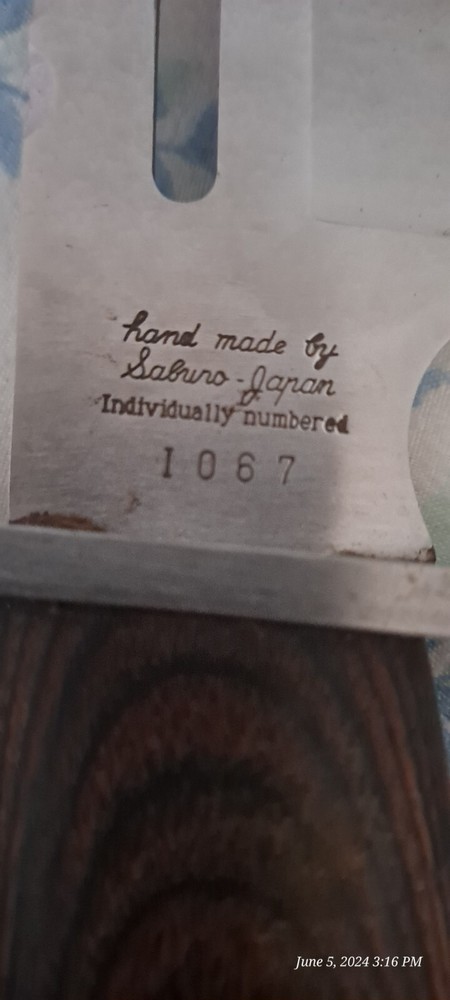 hand made by
Saburo-Japan
Individually numbered
1067
June 5, 2024 3:16 PM